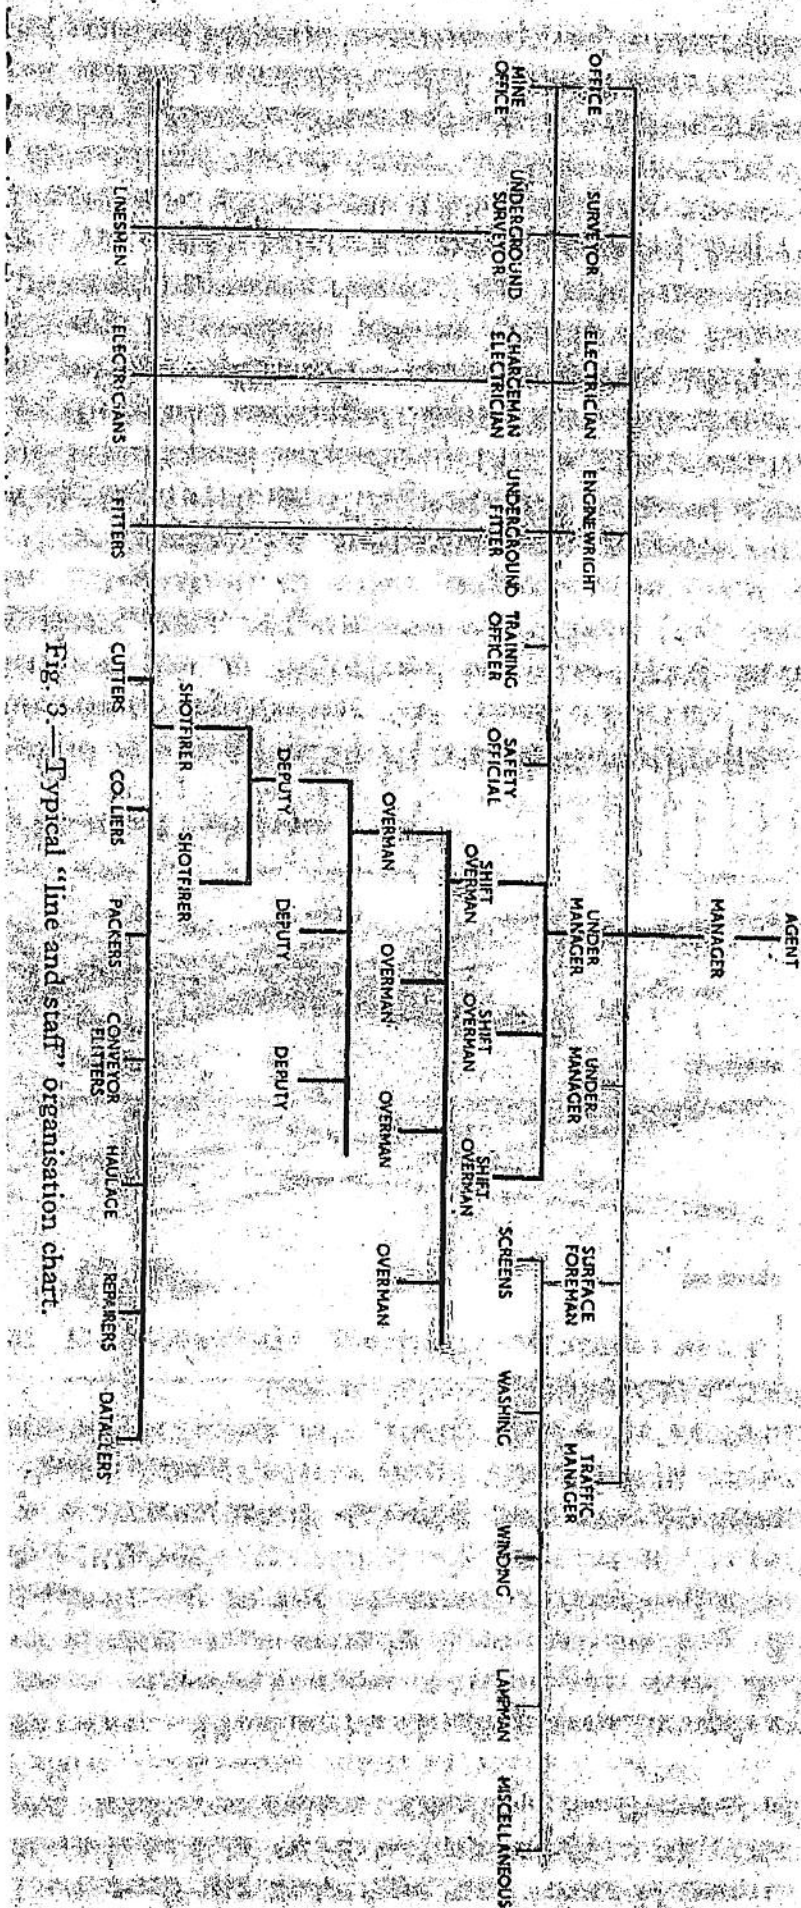 AGENT
MANAGER
OFFICE
SURVEYOR
ELECTRICIAN
ENGINEWRIGHT
UNDER
MANAGER
UNDER
MANAGER
SURFACE
FOREMAN
TRAFFIC
MANAGER
MINE
OFFICE
UNDERGROUND
SURVEYOR
CHARGEMAN
ELECTRICIAN
UNDERGROUND
FITTER
TRAINING
OFFICER
SAFETY
OFFICIAL
SHIFT
OVERMAN
SHIFT
OVERMAN
SHIFT
OVERMAN
SCREENS
WASHING
WINDING
LAMPMAN
MISCELLANEOUS
OVERMAN
OVERMAN
OVERMAN
OVERMAN
DEPUTY
DEPUTY
DEPUTY
SHOTFIRER
SHOTFIRER
LINESMEN
ELECTRICIANS
FITTERS
CUTTERS
COLLIERS
PACKERS
CONVEYOR
FLITTERS
HAULAGE
REPAIRERS
DATALLERS
Fig. 3.—Typical “line and staff” organisation chart.